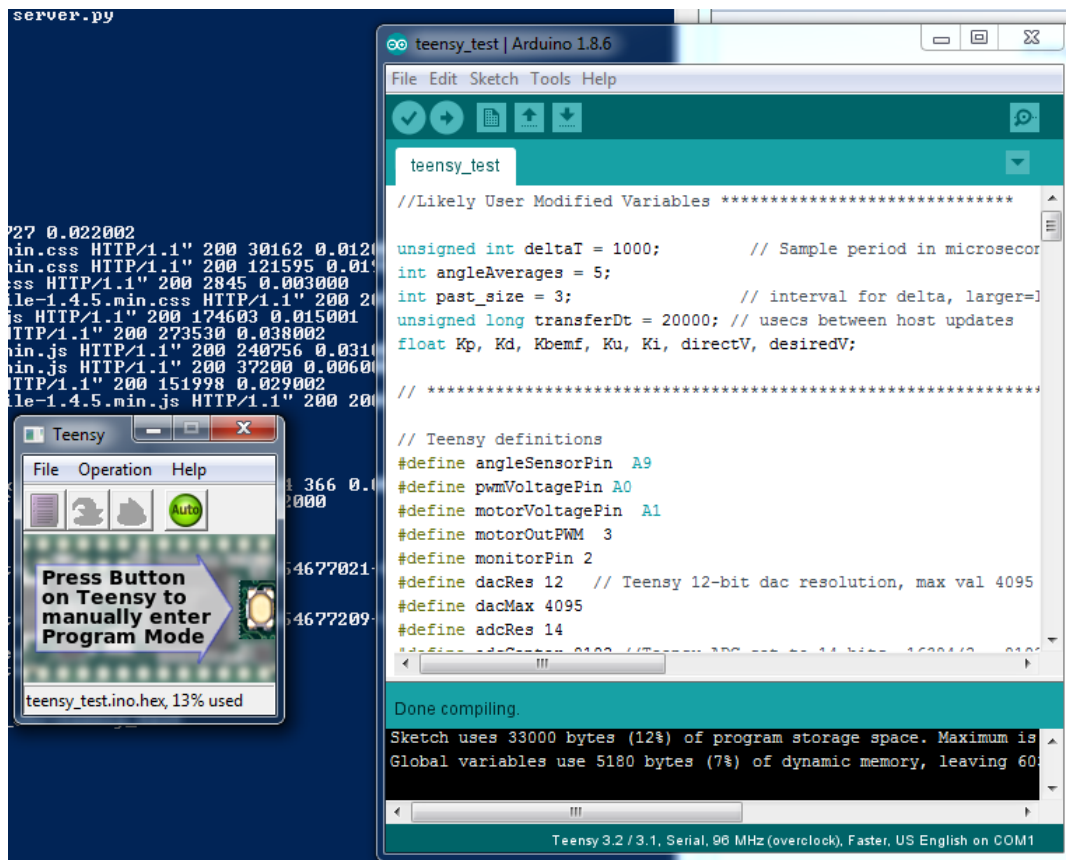 server.py
teensy_test | Arduino 1.8.6
File Edit Sketch Tools Help
teensy_test
//Likely User Modified Variables ******************************
unsigned int deltaT = 1000; // Sample period in microsecon
int angleAverages = 5;
int past_size = 3; // interval for delta, larger=
unsigned long transferDt = 20000; // usecs between host updates
float Kp, Kd, Kbemf, Ku, Ki, directV, desiredV;
// ***************************************************************
// Teensy definitions
#define angleSensorPin A9
#define pwmVoltagePin A0
#define motorVoltagePin A1
#define motorOutPWM 3
#define monitorPin 2
#define dacRes 12 // Teensy 12-bit dac resolution, max val 4095
#define dacMax 4095
#define adcRes 14
Done compiling.
Sketch uses 33000 bytes (12%) of program storage space. Maximum is
Global variables use 5180 bytes (7%) of dynamic memory, leaving 60
Teensy 3.2 / 3.1, Serial, 96 MHz (overclock), Faster, US English on COM1
727 0.022002
in.css HTTP/1.1" 200 30162 0.012
in.css HTTP/1.1" 200 121595 0.01
ss HTTP/1.1" 200 2845 0.003000
ile-1.4.5.min.css HTTP/1.1" 200 2
js HTTP/1.1" 200 174603 0.015001
HTTP/1.1" 200 273530 0.038002
in.js HTTP/1.1" 200 240756 0.031
in.js HTTP/1.1" 200 37200 0.0060
HTTP/1.1" 200 151998 0.029002
ile-1.4.5.min.js HTTP/1.1" 200 20
366 0.
2000
54677021-
54677209-
Teensy
File Operation Help
Auto
Press Button
on Teensy to
manually enter
Program Mode
teensy_test.ino.hex, 13% used